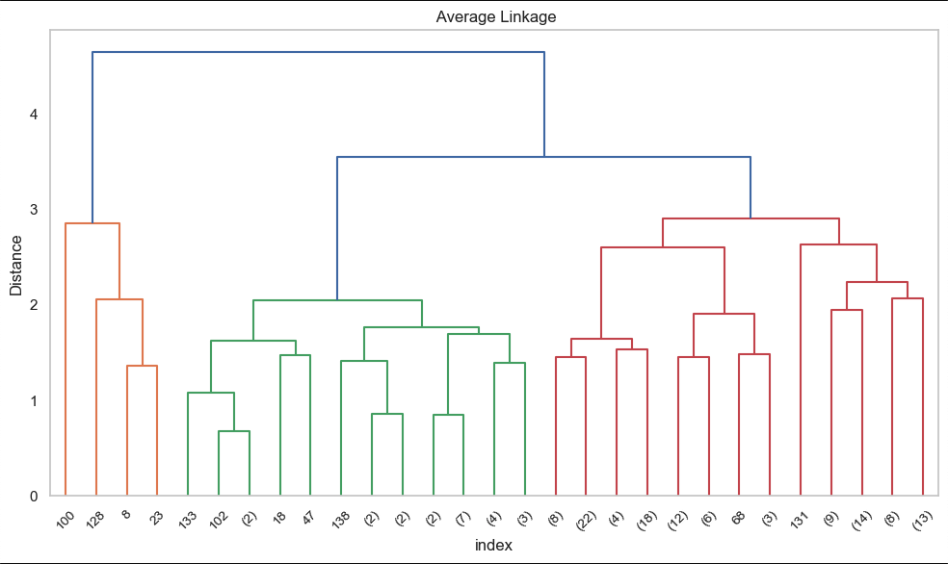 Average Linkage
4
3
2
1
0
Distance
100 128 8 23 133 102 (2) 18 47 138 (2) (2) (2) (7) (4) (3) (8) (22) (4) (18) (12) (6) 68 (3) 131 (9) (14) (8) (13)
index